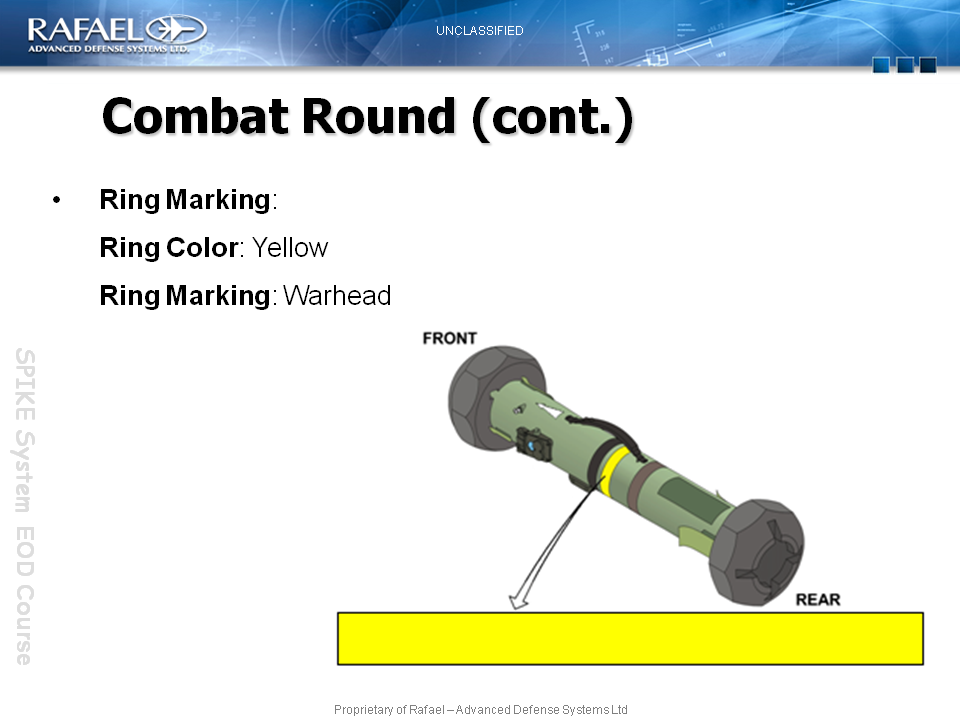 RAFAEL
ADVANCED DEFENSE SYSTEMS LTD.
UNCLASSIFIED
Combat Round (cont.)
• Ring Marking:
Ring Color: Yellow
Ring Marking: Warhead
FRONT
REAR
SPIKE System EOD Course
Proprietary of Rafael – Advanced Defense Systems Ltd